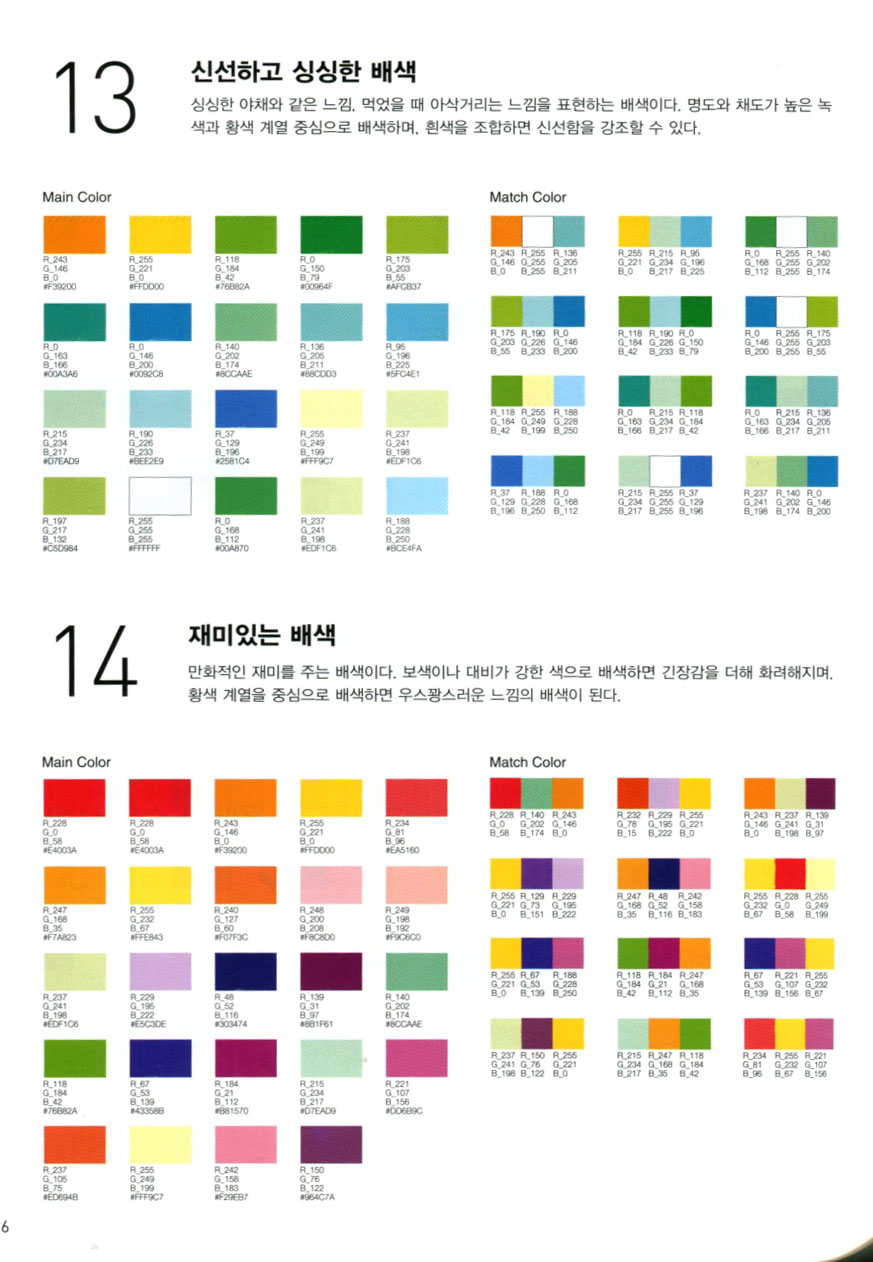 13
신선하고 싱싱한 배색
싱싱한 야채와 같은 느낌, 먹었을 때 아삭거리는 느낌을 표현하는 배색이다. 명도와 채도가 높은 녹
색과 황색 계열 중심으로 배색하며, 흰색을 조합하면 신선함을 강조할 수 있다.
Main Color
R_243 R_255 R_118 R_0 R_175
G_146 G_221 G_184 G_150 G_203
B_0 B_0 B_42 B_79 B_55
#F39200 #FFDD00 #76B82A #00964F #AFCB37
R_0 R_0 R_140 R_136 R_95
G_163 G_146 G_202 G_205 G_196
B_166 B_200 B_174 B_211 B_225
#00A3A6 #0092C8 #8CCAAE #88CDD3 #5FC4E1
R_215 R_190 R_37 R_255 R_237
G_234 G_226 G_129 G_249 G_241
B_217 B_233 B_196 B_199 B_198
#D7EAD9 #BEE2E9 #2581C4 #FFF9C7 #EDF1C6
R_197 R_255 R_0 R_237 R_188
G_217 G_255 G_168 G_241 G_228
B_132 B_255 B_112 B_198 B_250
#C5D984 #FFFFFF #00A870 #EDF1C6 #BCE4FA
Match Color
R_243 R_255 R_136 R_255 R_215 R_95 R_0 R_255 R_140
G_146 G_255 G_205 G_221 G_234 G_196 G_168 G_255 G_202
B_0 B_255 B_211 B_0 B_217 B_225 B_112 B_255 B_174
R_175 R_190 R_0 R_118 R_190 R_0 R_0 R_255 R_175
G_203 G_226 G_146 G_184 G_226 G_150 G_146 G_255 G_203
B_55 B_233 B_200 B_42 B_233 B_79 B_200 B_255 B_55
R_118 R_255 R_188 R_0 R_215 R_118 R_0 R_215 R_136
G_184 G_249 G_228 G_163 G_234 G_184 G_163 G_234 G_205
B_42 B_199 B_250 B_166 B_217 B_42 B_166 B_217 B_211
R_37 R_188 R_0 R_215 R_255 R_37 R_237 R_140 R_0
G_129 G_228 G_168 G_234 G_255 G_129 G_241 G_202 G_146
B_196 B_250 B_112 B_217 B_255 B_196 B_198 B_174 B_200
14
재미있는 배색
만화적인 재미를 주는 배색이다. 보색이나 대비가 강한 색으로 배색하면 긴장감을 더해 화려해지며,
황색 계열을 중심으로 배색하면 우스꽝스러운 느낌의 배색이 된다.
Main Color
R_228 R_228 R_243 R_255 R_234
G_0 G_0 G_146 G_221 G_81
B_58 B_58 B_0 B_0 B_96
#E4003A #E4003A #F39200 #FFDD00 #EA5160
R_247 R_255 R_240 R_248 R_249
G_168 G_232 G_127 G_200 G_198
B_35 B_67 B_60 B_208 B_192
#F7A823 #FFE843 #F07F3C #F8C8D0 #F9C6C0
R_237 R_229 R_48 R_139 R_140
G_241 G_195 G_52 G_31 G_202
B_198 B_222 B_116 B_97 B_174
#EDF1C6 #E5C3DE #303474 #8B1F61 #8CCAAE
R_118 R_67 R_184 R_215 R_221
G_184 G_53 G_21 G_234 G_107
B_42 B_139 B_112 B_217 B_156
#76B82A #43358B #B81570 #D7EAD9 #DD6B9C
R_237 R_255 R_242 R_150
G_105 G_249 G_158 G_76
B_75 B_199 B_183 B_122
#ED694B #FFF9C7 #F29EB7 #964C7A
Match Color
R_228 R_140 R_243 R_232 R_229 R_255 R_243 R_237 R_139
G_0 G_202 G_146 G_78 G_195 G_221 G_146 G_241 G_31
B_58 B_174 B_0 B_15 B_222 B_0 B_0 B_198 B_97
R_255 R_129 R_229 R_247 R_48 R_242 R_255 R_228 R_255
G_221 G_73 G_195 G_168 G_52 G_158 G_232 G_0 G_249
B_0 B_151 B_222 B_35 B_116 B_183 B_67 B_58 B_199
R_255 R_67 R_188 R_118 R_184 R_247 R_67 R_221 R_255
G_221 G_53 G_228 G_184 G_21 G_168 G_53 G_107 G_232
B_0 B_139 B_250 B_42 B_112 B_35 B_139 B_156 B_67
R_237 R_150 R_255 R_215 R_247 R_118 R_234 R_255 R_221
G_241 G_76 G_221 G_234 G_168 G_184 G_81 G_232 G_107
B_198 B_122 B_0 B_217 B_35 B_42 B_96 B_67 B_156
6